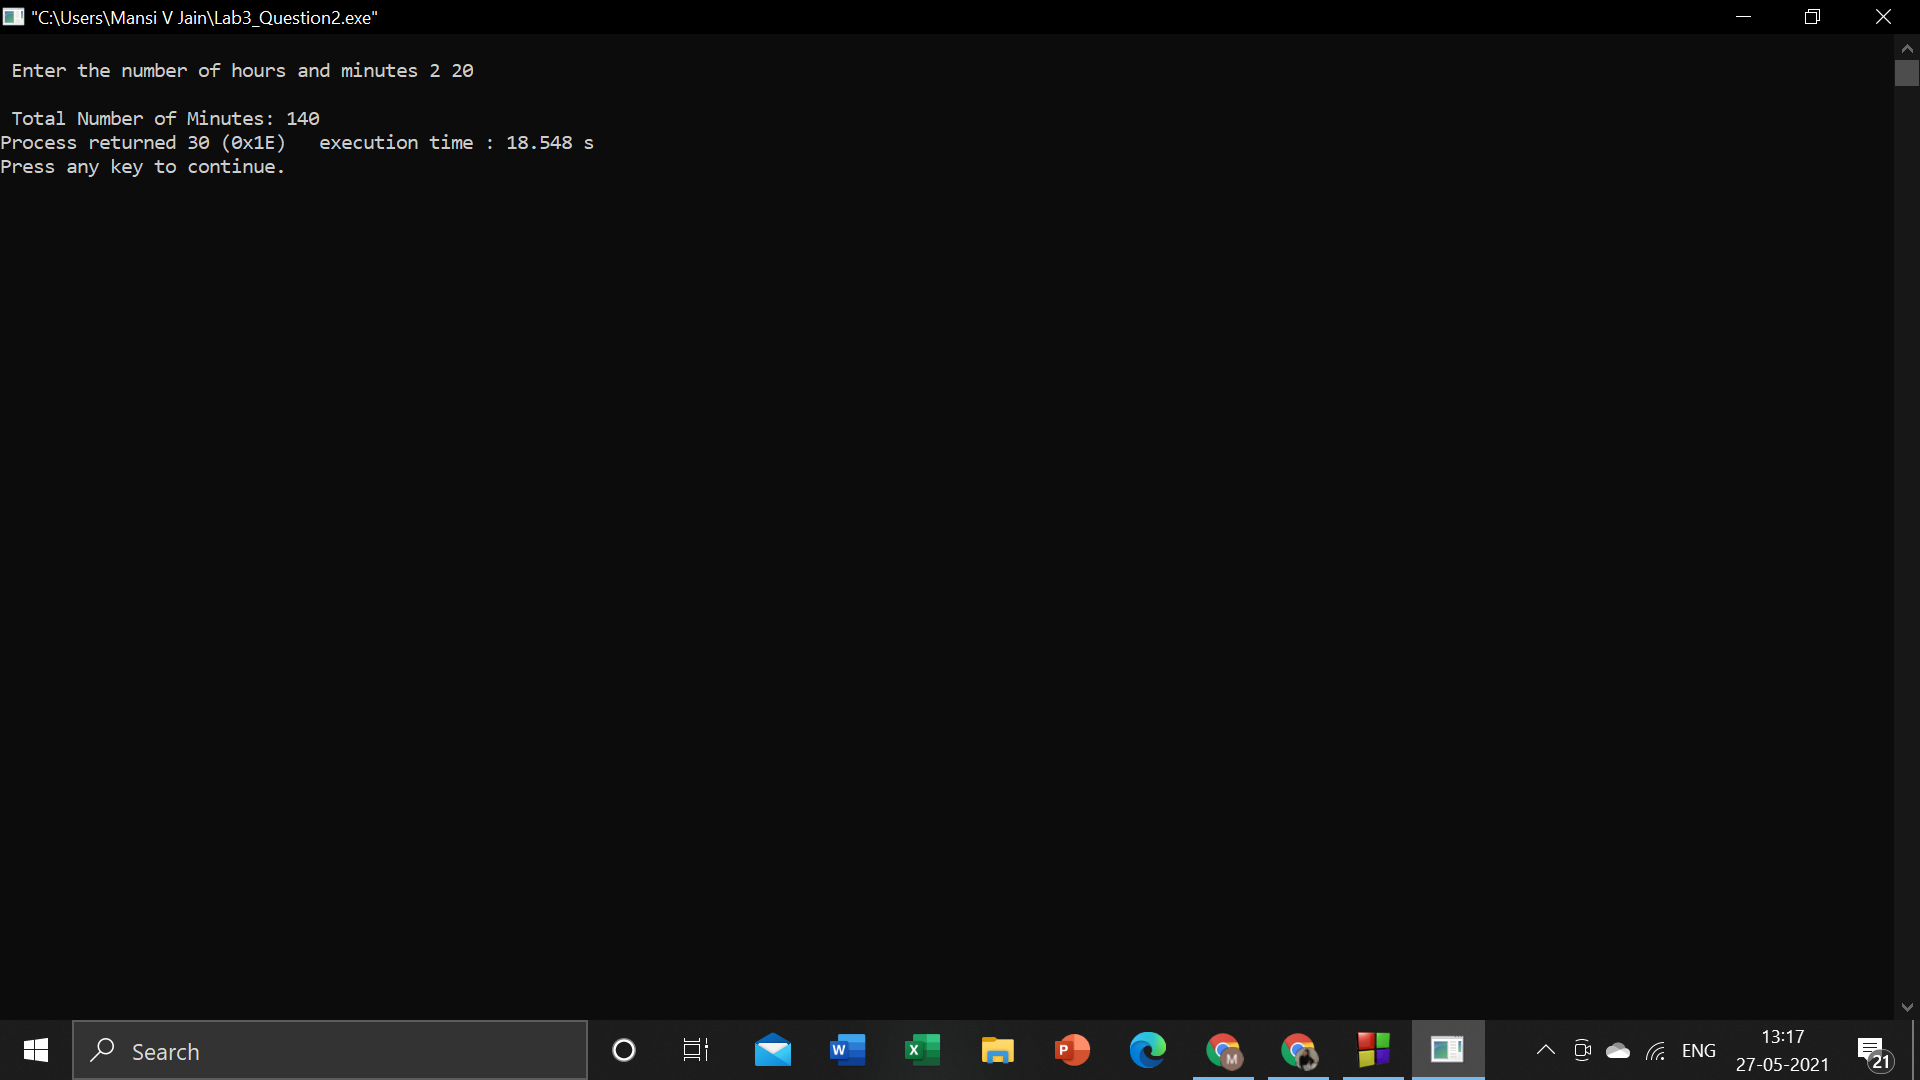 "C:\Users\Mansi V Jain\Lab3_Question2.exe"
Enter the number of hours and minutes 2 20
Total Number of Minutes: 140
Process returned 30 (0x1E)   execution time : 18.548 s
Press any key to continue.
Search
W
X
P
M
ENG
13:17
27-05-2021
21